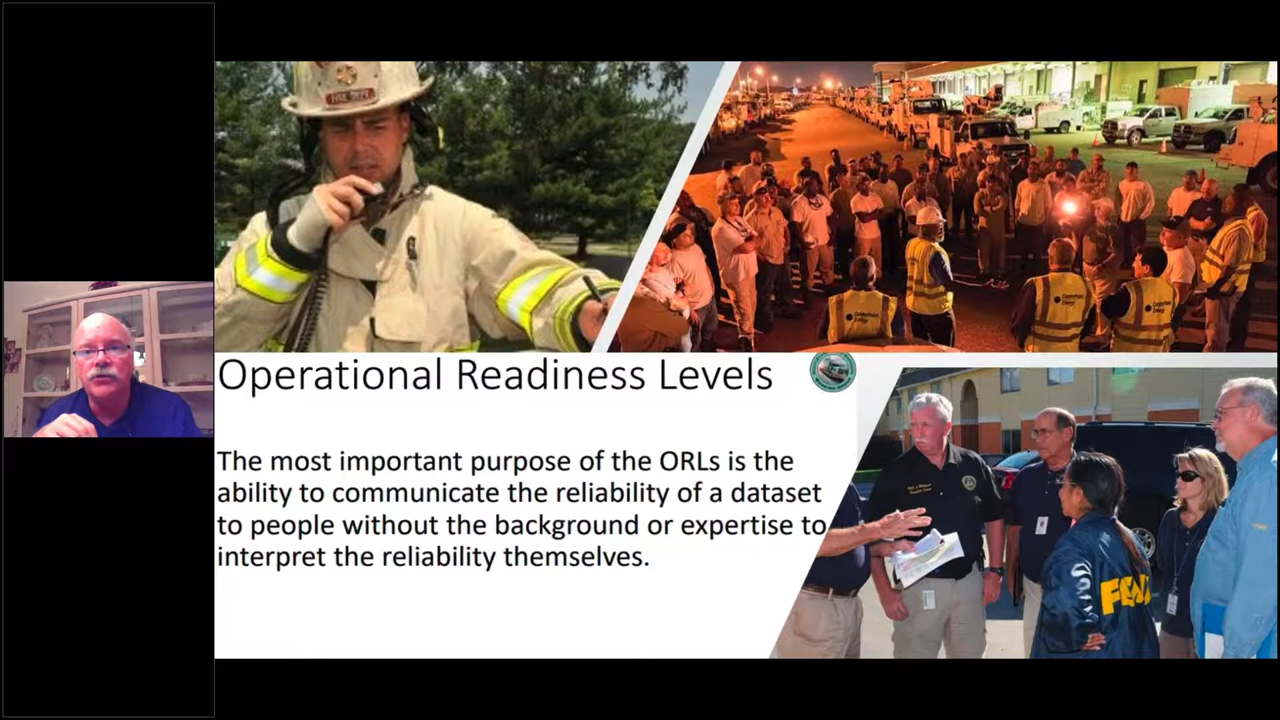 Operational Readiness Levels
The most important purpose of the ORLs is the
ability to communicate the reliability of a dataset
to people without the background or expertise to
interpret the reliability themselves.